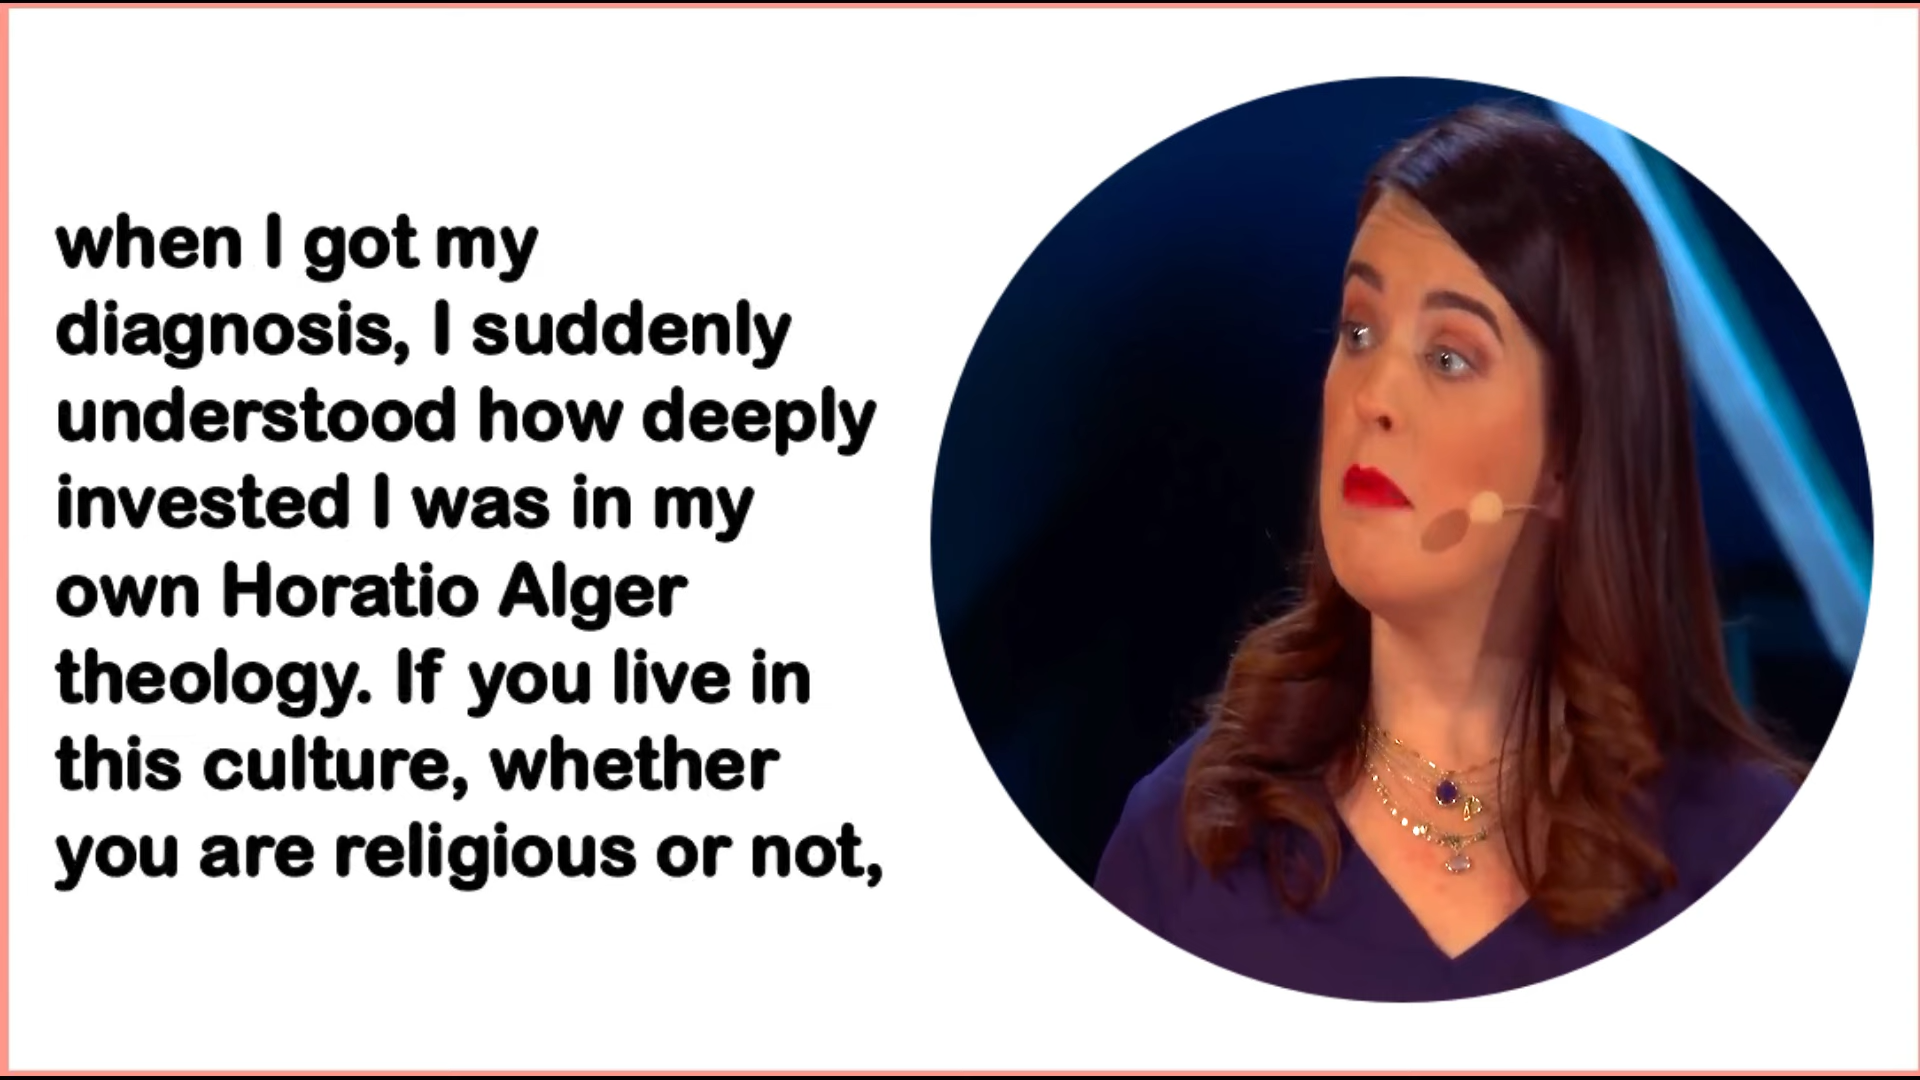 when I got my
diagnosis, I suddenly
understood how deeply
invested I was in my
own Horatio Alger
theology. If you live in
this culture, whether
you are religious or not,